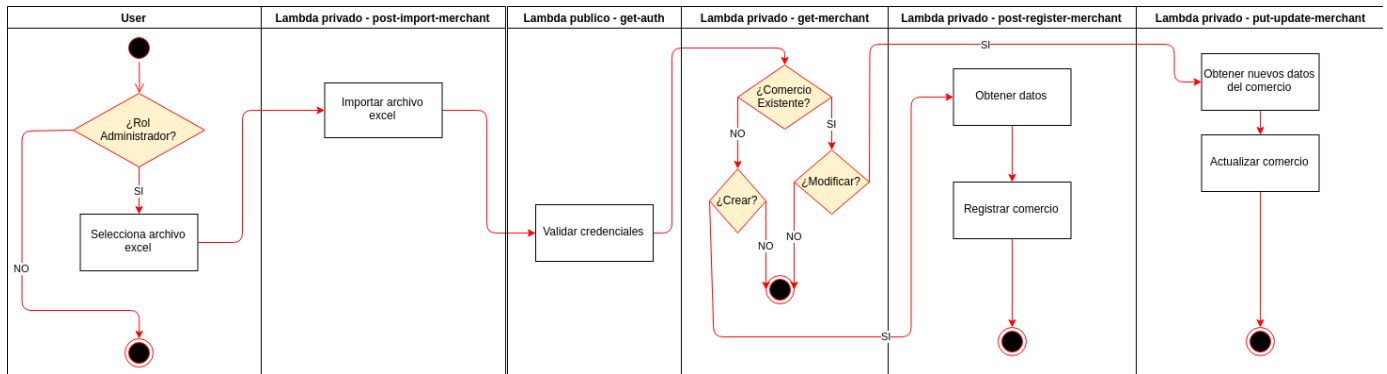 User
Lambda privado - post-import-merchant
Lambda publico - get-auth
Lambda privado - get-merchant
Lambda privado - post-register-merchant
Lambda privado - put-update-merchant
¿Rol
Administrador?
SI
NO
Selecciona archivo
excel
Importar archivo
excel
Validar credenciales
¿Comercio
Existente?
NO
SI
¿Crear?
¿Modificar?
NO
NO
SI
SI
Obtener datos
Registrar comercio
Obtener nuevos datos
del comercio
Actualizar comercio